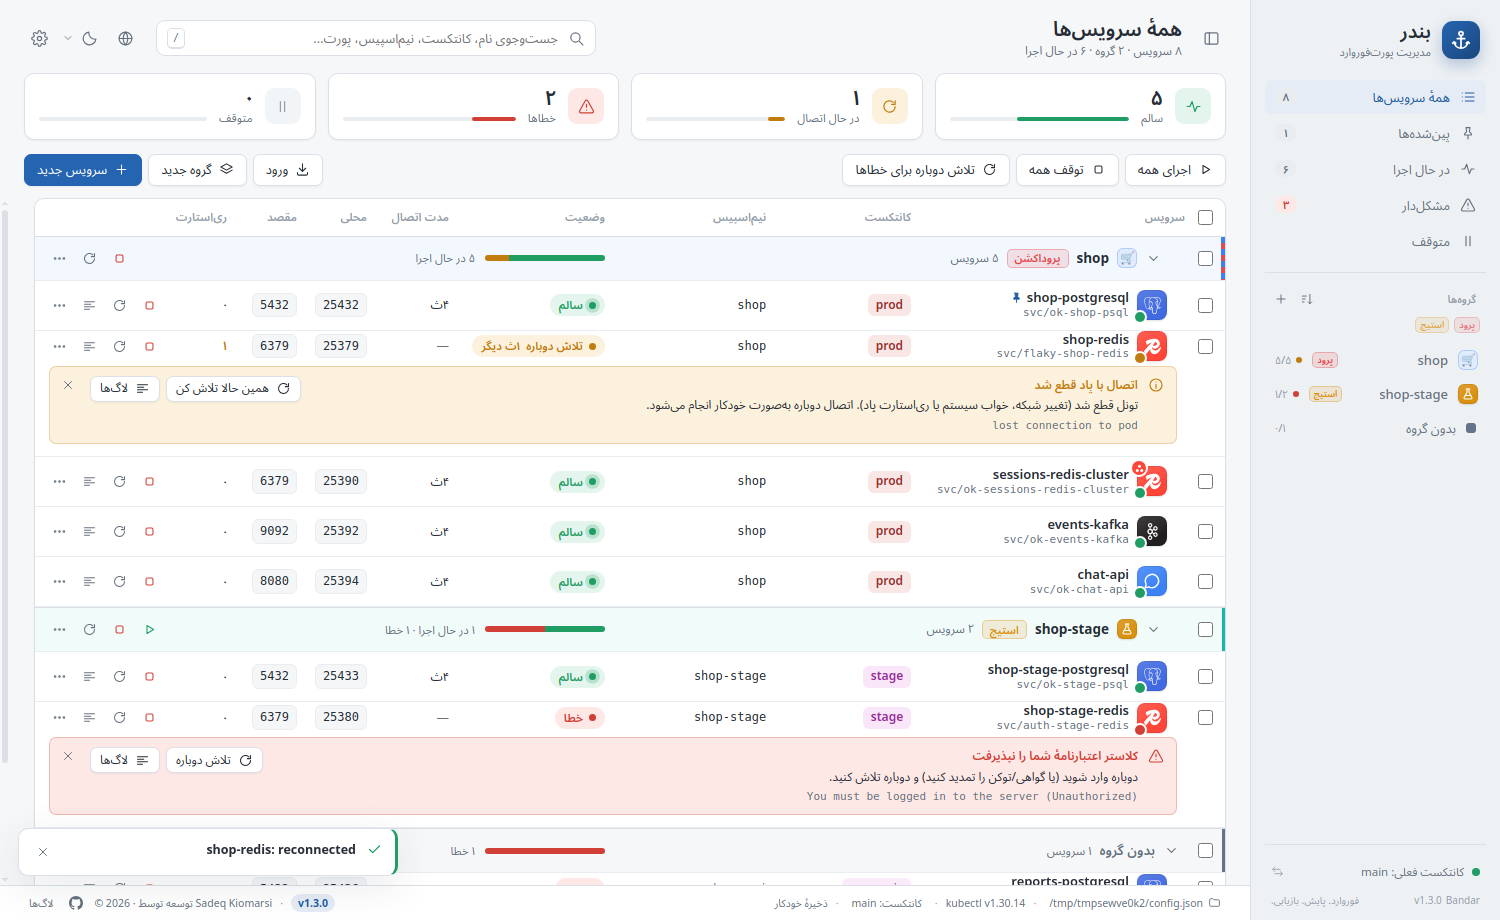 بندر
مدیریت پورت‌فوروارد
همهٔ سرویس‌ها ۸
پین‌شده‌ها ۱
در حال اجرا ۶
مشکل‌دار ۳
متوقف
گروه‌ها
پرود استیج
shop پرود ۵/۵
shop-stage استیج ۱/۲
بدون گروه ۰/۱
کانتکست فعلی: main
فوروارد، پایش، بازیابی. v1.3.0 Bandar
همهٔ سرویس‌ها
۸ سرویس · ۲ گروه · ۶ در حال اجرا
جست‌وجوی نام، کانتکست، نیم‌اسپیس، پورت… /
۵ سالم
۱ در حال اتصال
۲ خطاها
۰ متوقف
اجرای همه توقف همه تلاش دوباره برای خطاها ورود گروه جدید سرویس جدید
سرویس کانتکست نیم‌اسپیس وضعیت مدت اتصال محلی مقصد ری‌استارت
shop پروداکشن ۵ سرویس ۵ در حال اجرا
shop-postgresql prod shop سالم ۴ث 25432 5432 ۰
svc/ok-shop-psql
shop-redis prod shop تلاش دوباره ۱ث دیگر — 25379 6379 ۱
svc/flaky-shop-redis
اتصال با پاد قطع شد همین حالا تلاش کن لاگ‌ها
تونل قطع شد (تغییر شبکه، خواب سیستم یا ری‌استارت پاد). اتصال دوباره به‌صورت خودکار انجام می‌شود.
lost connection to pod
sessions-redis-cluster prod shop سالم ۴ث 25390 6379 ۰
svc/ok-sessions-redis-cluster
events-kafka prod shop سالم ۴ث 25392 9092 ۰
svc/ok-events-kafka
chat-api prod shop سالم ۴ث 25394 8080 ۰
svc/ok-chat-api
shop-stage استیج ۲ سرویس ۱ در حال اجرا · ۱ خطا
shop-stage-postgresql stage shop-stage سالم ۴ث 25433 5432 ۰
svc/ok-stage-psql
shop-stage-redis stage shop-stage خطا — 25380 6379 ۰
svc/auth-stage-redis
کلاستر اعتبارنامهٔ شما را نپذیرفت تلاش دوباره لاگ‌ها
دوباره وارد شوید (یا گواهی/توکن را تمدید کنید) و دوباره تلاش کنید.
You must be logged in to the server (Unauthorized)
بدون گروه ۱ سرویس ۱ خطا
reports-postgresql
shop-redis: reconnected
/tmp/tmpsewve0k2/config.json · kubectl v1.30.14 · کانتکست: main · ذخیرهٔ خودکار
v1.3.0 · توسعه توسط Sadeq Kiomarsi · 2026 © لاگ‌ها